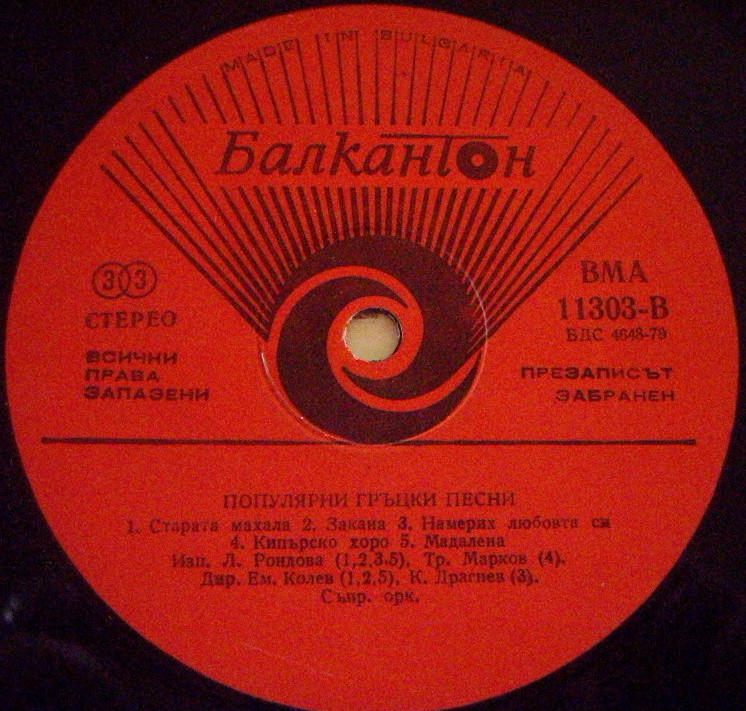 MADE IN BULGARIA
Балкантон
33
СТЕРЕО
ВСИЧНИ
ПРАВА
ЗАПАЗЕНИ
ВМА
11303-В
БДС 4648-79
ПРЕЗАПИСЪТ
ЗАБРАНЕН
ПОПУЛЯРНИ ГРЪЦКИ ПЕСНИ
1. Старата махала 2. Закана 3. Намерих любовта си
4. Кипърско хоро 5. Мадалена
Изп. Л. Рондова (1,2,3,5), Тр. Марков (4).
Дир. Ем. Колев (1,2,5), К. Драгнев (3).
Съпр. орк.